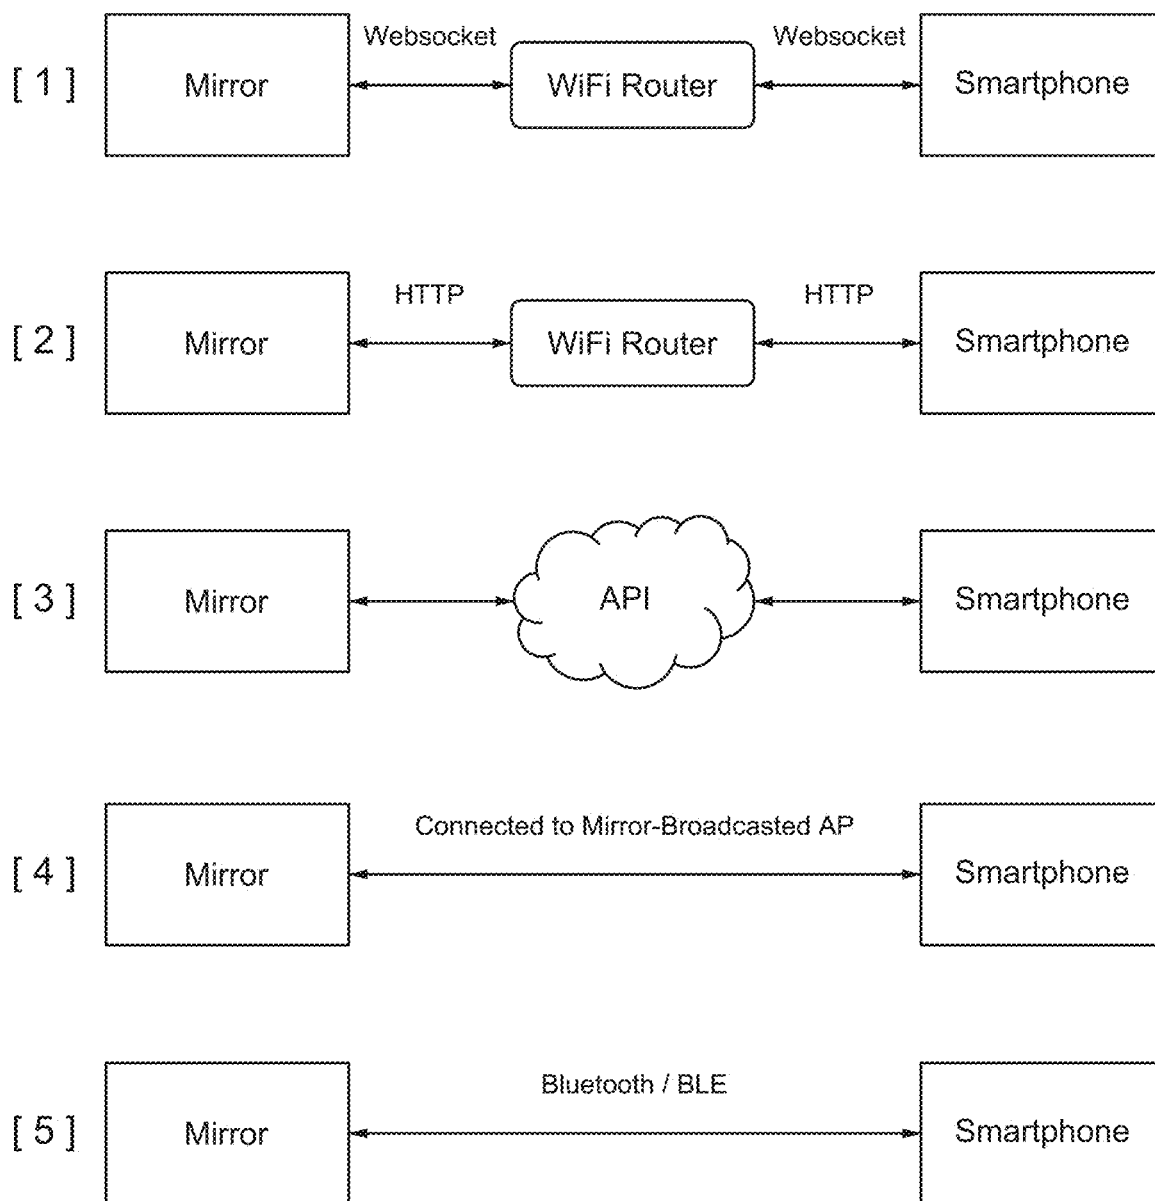 Websocket Websocket
[ 1 ] Mirror WiFi Router Smartphone
HTTP HTTP
[ 2 ] Mirror WiFi Router Smartphone
[ 3 ] Mirror API Smartphone
Connected to Mirror-Broadcasted AP
[ 4 ] Mirror Smartphone
Bluetooth / BLE
[ 5 ] Mirror Smartphone